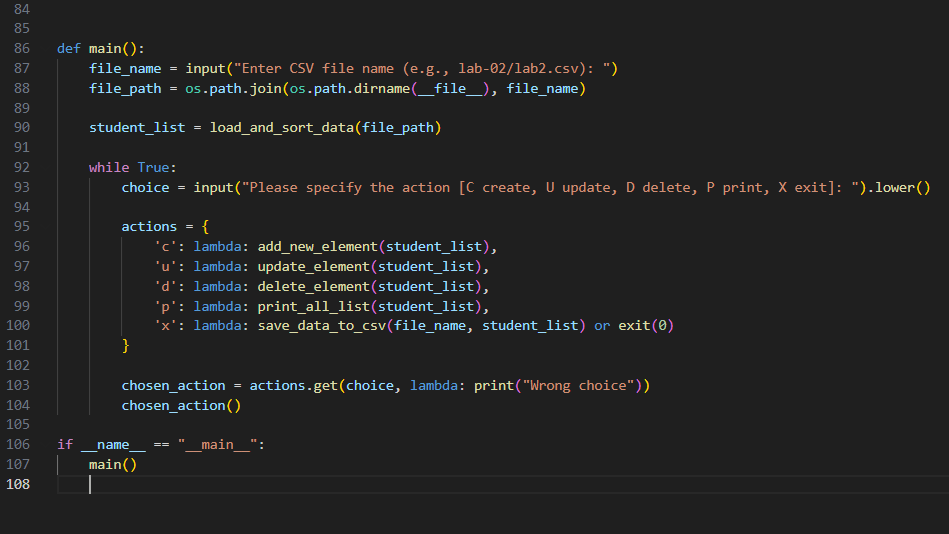 84
85
86 def main():
87     file_name = input("Enter CSV file name (e.g., lab-02/lab2.csv): ")
88     file_path = os.path.join(os.path.dirname(__file__), file_name)
89
90     student_list = load_and_sort_data(file_path)
91
92     while True:
93         choice = input("Please specify the action [C create, U update, D delete, P print, X exit]: ").lower()
94
95         actions = {
96             'c': lambda: add_new_element(student_list),
97             'u': lambda: update_element(student_list),
98             'd': lambda: delete_element(student_list),
99             'p': lambda: print_all_list(student_list),
100             'x': lambda: save_data_to_csv(file_name, student_list) or exit(0)
101         }
102
103         chosen_action = actions.get(choice, lambda: print("Wrong choice"))
104         chosen_action()
105
106 if __name__ == "__main__":
107     main()
108